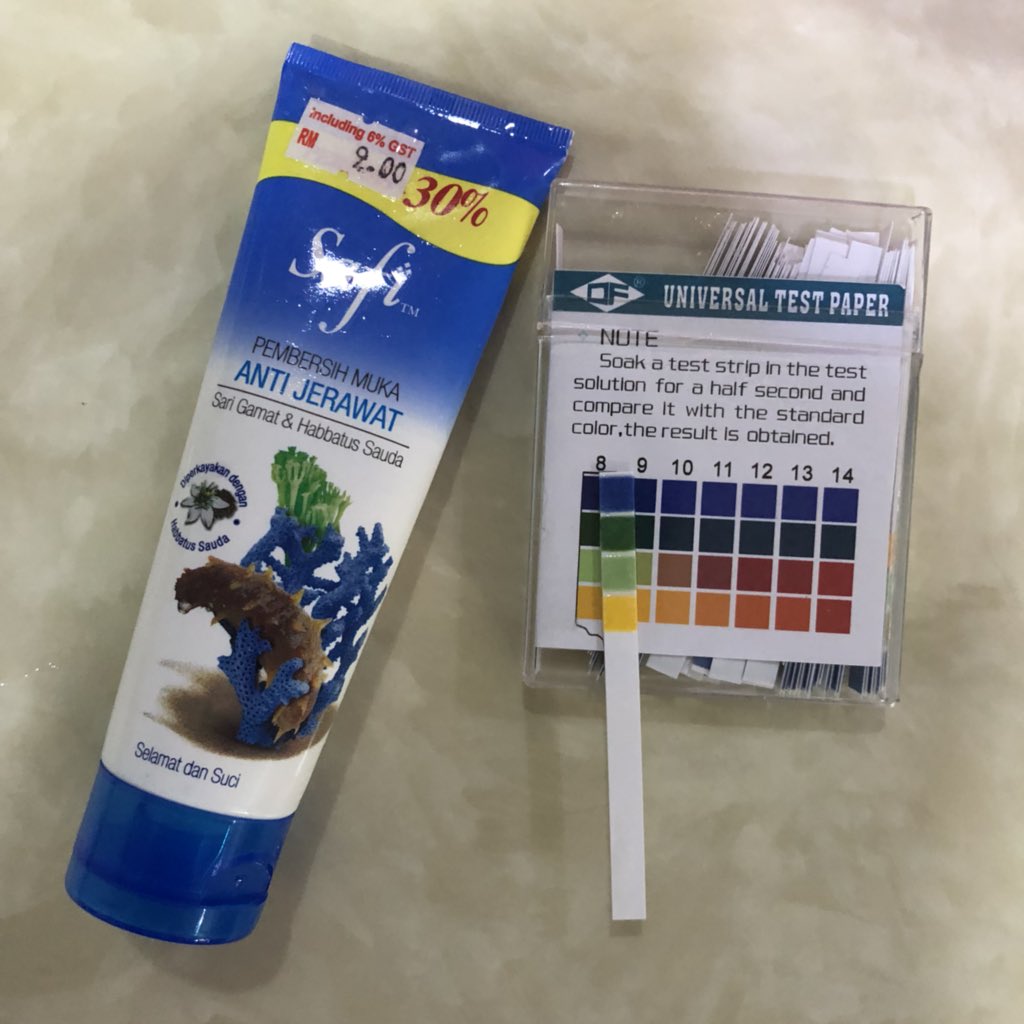 including 6% GST
RM 9.00
30%
Safi™
PEMBERSIH MUKA
ANTI JERAWAT
Sari Gamat & Habbatus Sauda
Diperkayakan dengan
Habbatus Sauda
Selamat dan Suci
DF® UNIVERSAL TEST PAPER
NOTE
Soak a test strip in the test
solution for a half second and
compare it with the standard
color,the result is obtained.
8 9 10 11 12 13 14